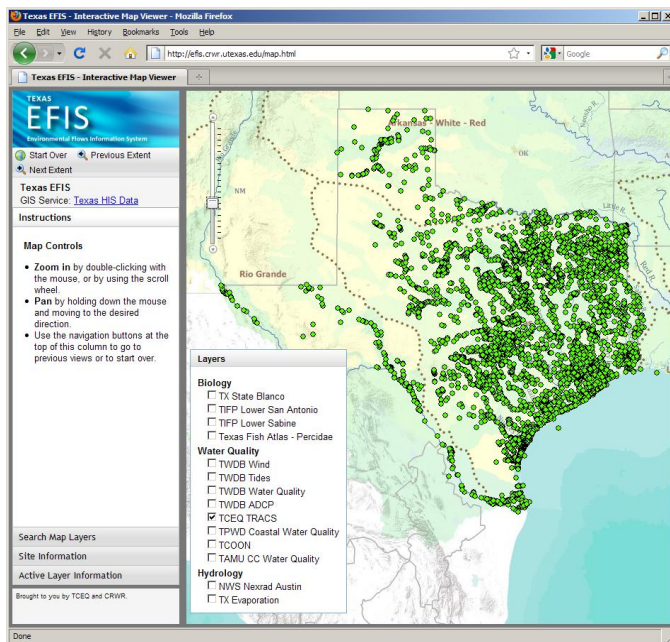 Texas EFIS - Interactive Map Viewer - Mozilla Firefox
File Edit View History Bookmarks Tools Help
http://efis.crwr.utexas.edu/map.html
Google
Texas EFIS - Interactive Map Viewer
TEXAS
EFIS
Environmental Flows Information System
Start Over Previous Extent
Next Extent
Texas EFIS
GIS Service: Texas HIS Data
Instructions
Map Controls
• Zoom in by double-clicking with
the mouse, or by using the scroll
wheel.
• Pan by holding down the mouse
and moving to the desired
direction.
• Use the navigation buttons at the
top of this column to go to
previous views or to start over.
Search Map Layers
Site Information
Active Layer Information
Brought to you by TCEQ and CRWR.
Arkansas - White - Red
OK
NM
Little R.
Red R.
Rio Grande
Layers
Biology
TX State Blanco
TIFP Lower San Antonio
TIFP Lower Sabine
Texas Fish Atlas - Percidae
Water Quality
TWDB Wind
TWDB Tides
TWDB Water Quality
TWDB ADCP
TCEQ TRACS
TPWD Coastal Water Quality
TCOON
TAMU CC Water Quality
Hydrology
NWS Nexrad Austin
TX Evaporation
Done